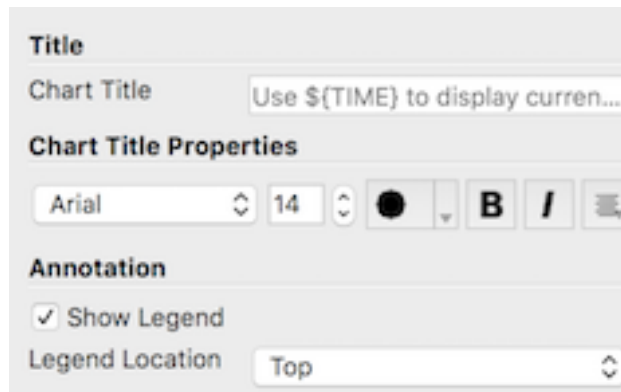 Title
Chart Title Use ${TIME} to display curren...
Chart Title Properties
Arial 14 B I
Annotation
✓ Show Legend
Legend Location Top